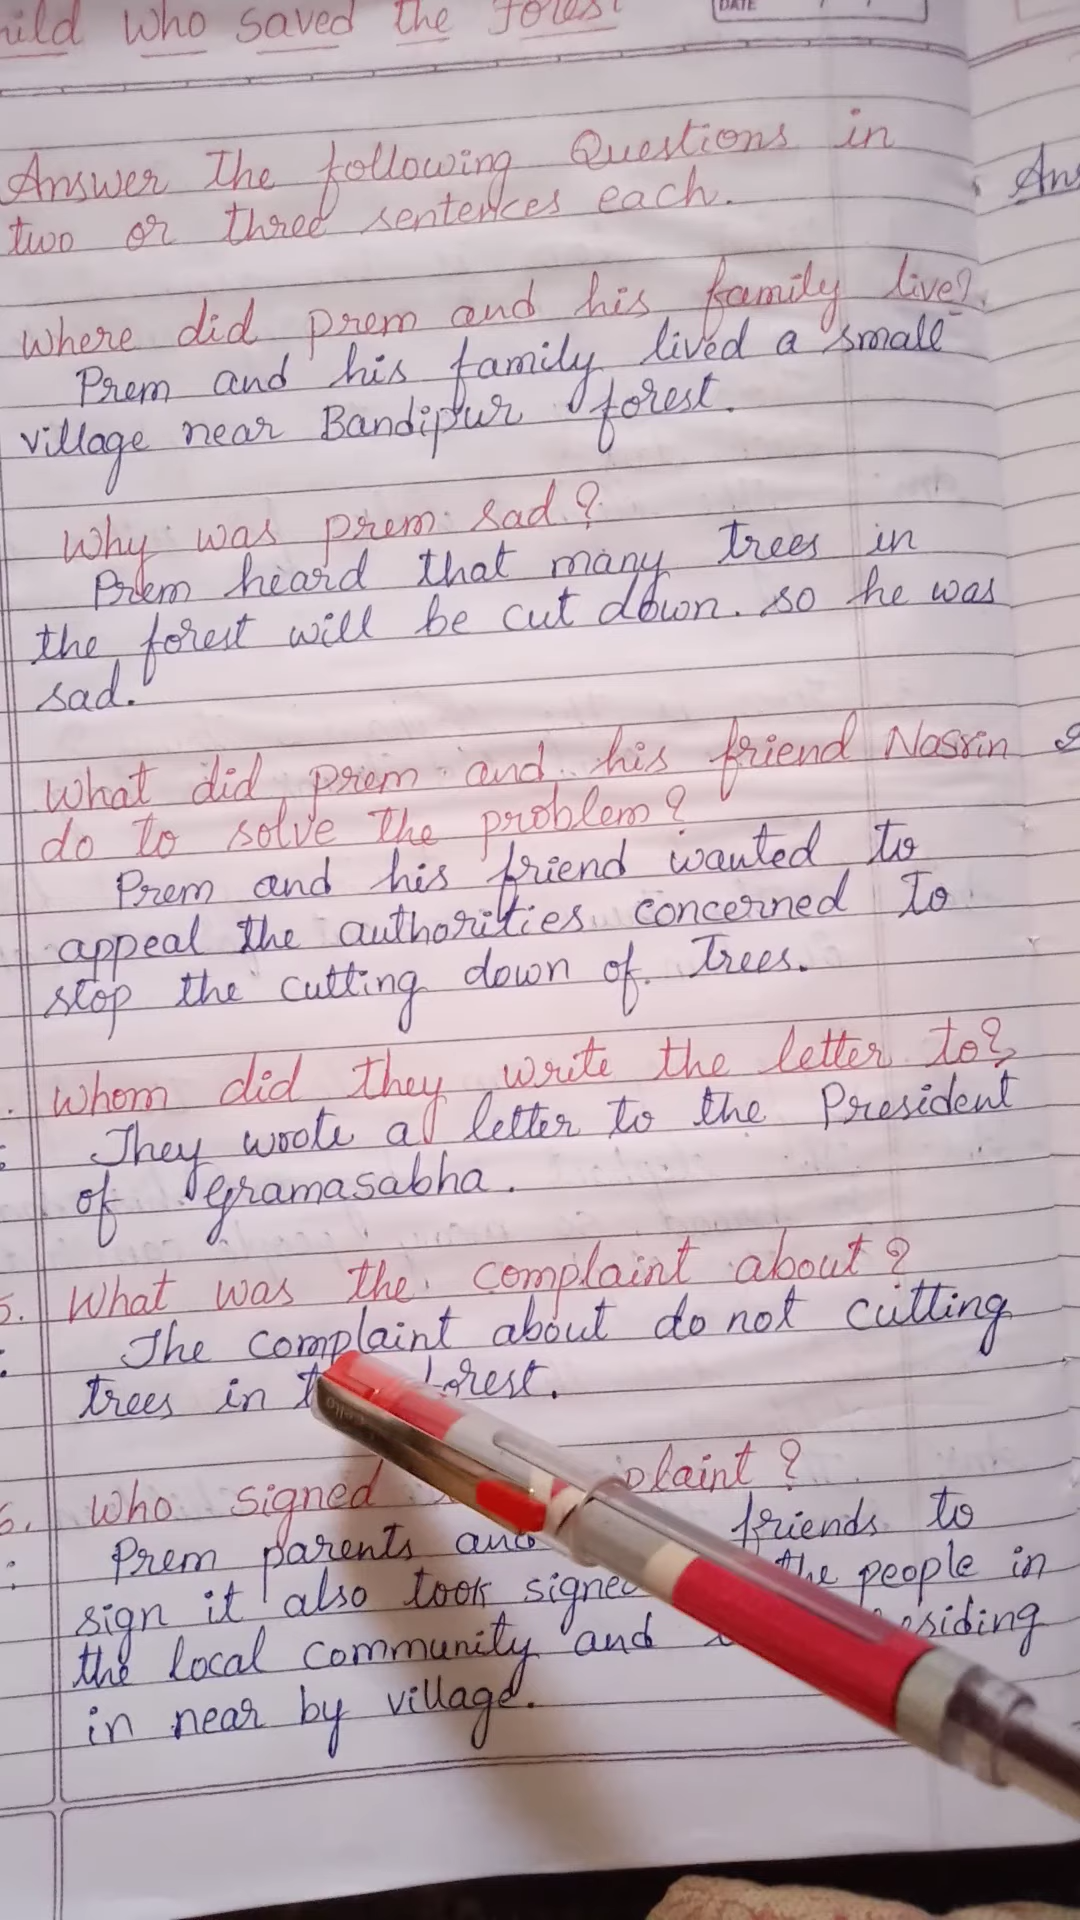 Who Saved the forest
DATE
Answer The following Questions in
two or three sentences each.
Ans
Where did prem and his family live?
Prem and his family lived a small
village near Bandipur forest.
Why was prem sad?
Prem heard that many trees in
the forest will be cut down. so he was
sad.
What did prem and his friend Nasrin
do to solve the problem?
Prem and his friend wanted to
appeal the authorities concerned to
stop the cutting down of Trees.
. Whom did they write the letter to?
They wrote a letter to the President
of gramasabha.
5. What was the complaint about?
: The complaint about do not cutting
trees in forest.
6. Who signed
: Prem parents friends to
sign it also took the people in
the local community and
in near by village.